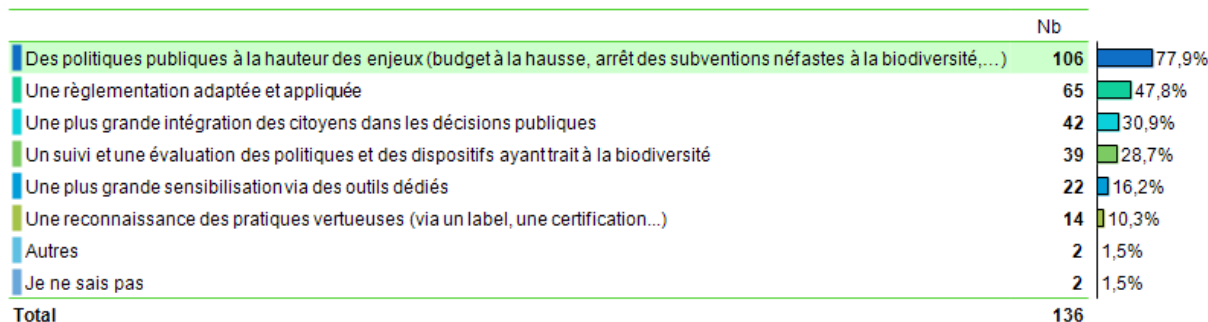 Nb
Des politiques publiques à la hauteur des enjeux (budget à la hausse, arrêt des subventions néfastes à la biodiversité,…) 106 77,9%
Une règlementation adaptée et appliquée 65 47,8%
Une plus grande intégration des citoyens dans les décisions publiques 42 30,9%
Un suivi et une évaluation des politiques et des dispositifs ayant trait à la biodiversité 39 28,7%
Une plus grande sensibilisation via des outils dédiés 22 16,2%
Une reconnaissance des pratiques vertueuses (via un label, une certification...) 14 10,3%
Autres 2 1,5%
Je ne sais pas 2 1,5%
Total 136